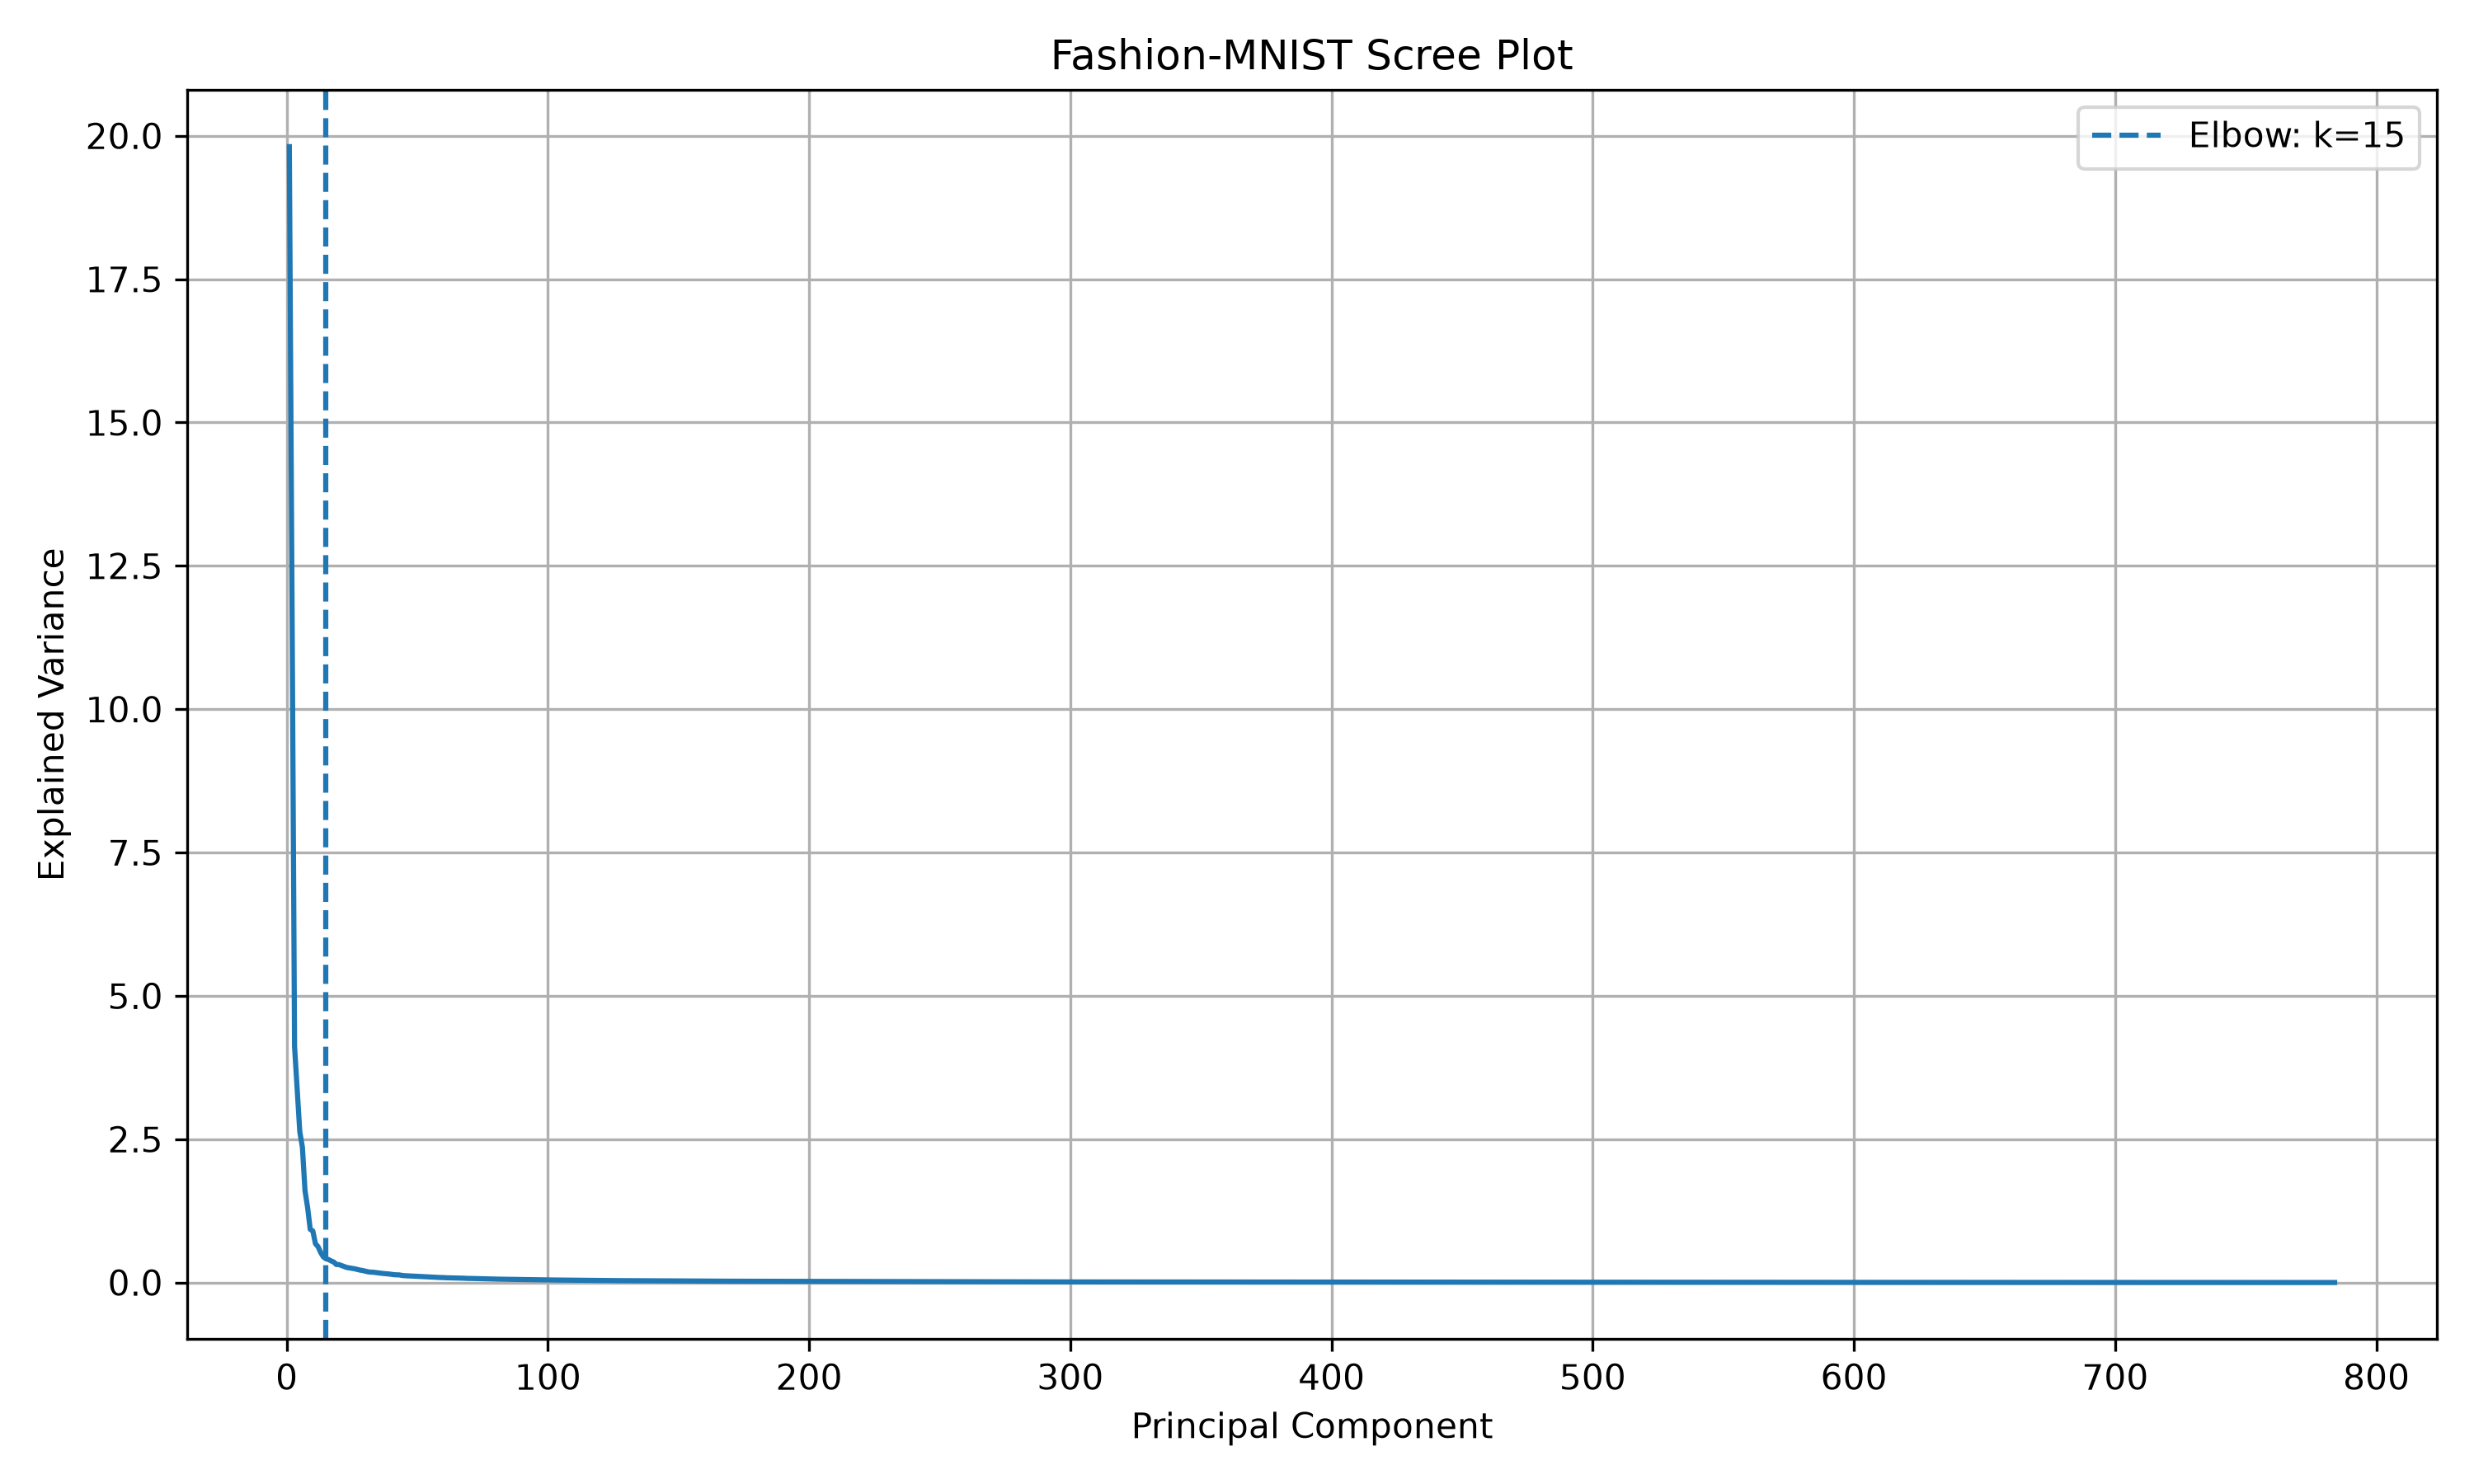 Fashion-MNIST Scree Plot
Elbow: k=15
Explained Variance
20.0
17.5
15.0
12.5
10.0
7.5
5.0
2.5
0.0
0 100 200 300 400 500 600 700 800
Principal Component